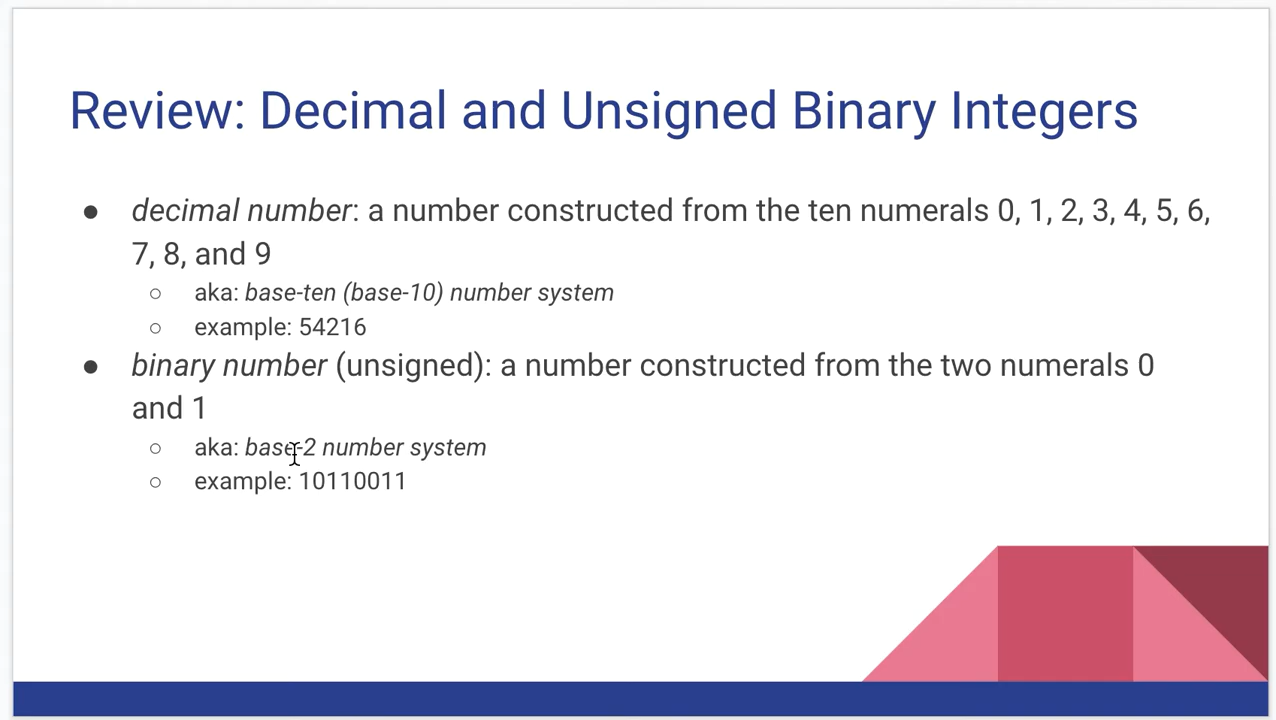 Review: Decimal and Unsigned Binary Integers
● decimal number: a number constructed from the ten numerals 0, 1, 2, 3, 4, 5, 6,
7, 8, and 9
○ aka: base-ten (base-10) number system
○ example: 54216
● binary number (unsigned): a number constructed from the two numerals 0
and 1
○ aka: base-2 number system
○ example: 10110011